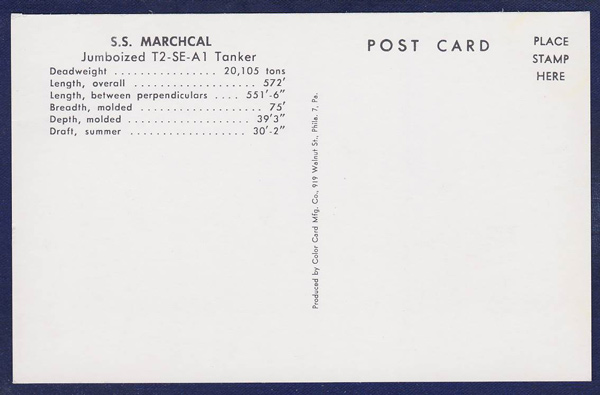 S.S. MARCHCAL
Jumboized T2-SE-A1 Tanker
Deadweight ................ 20,105 tons
Length, overall ................... 572'
Length, between perpendiculars .... 551'-6"
Breadth, molded ................... 75'
Depth, molded .................. 39'3"
Draft, summer .................. 30'-2"
Produced by Color Card Mfg. Co., 919 Walnut St., Phila. 7, Pa.
POST CARD
PLACE
STAMP
HERE